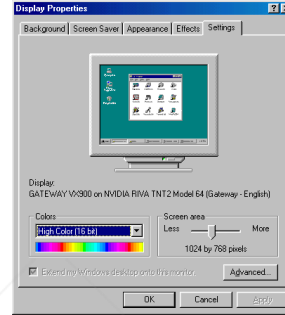 Display Properties
Background Screen Saver Appearance Effects Settings
Display:
GATEWAY VX900 on NVIDIA RIVA TNT2 Model 64 (Gateway - English)
Colors
High Color (16 bit)
Screen area
Less More
1024 by 768 pixels
Extend my Windows desktop onto this monitor
Advanced...
OK Cancel Apply